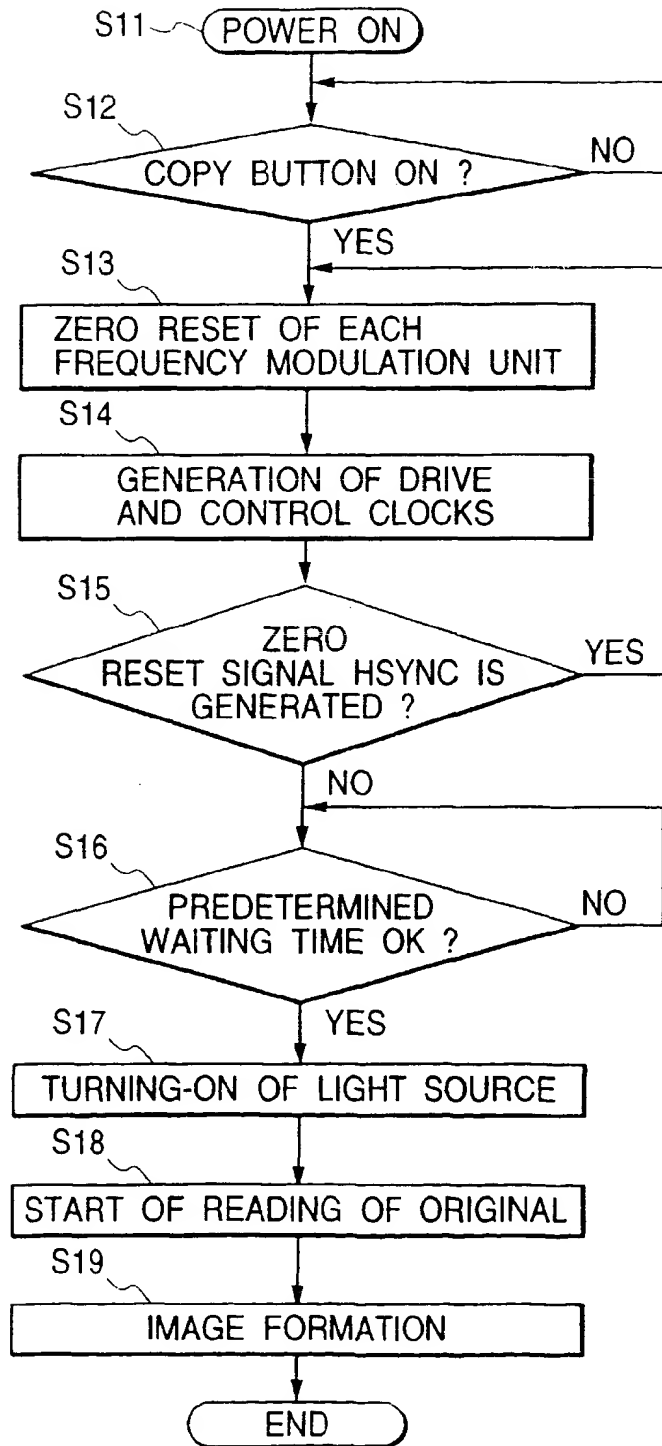 S11
POWER ON
S12
COPY BUTTON ON ?
NO
YES
S13
ZERO RESET OF EACH
FREQUENCY MODULATION UNIT
S14
GENERATION OF DRIVE
AND CONTROL CLOCKS
S15
ZERO
RESET SIGNAL HSYNC IS
GENERATED ?
YES
NO
S16
PREDETERMINED
WAITING TIME OK ?
NO
YES
S17
TURNING-ON OF LIGHT SOURCE
S18
START OF READING OF ORIGINAL
S19
IMAGE FORMATION
END